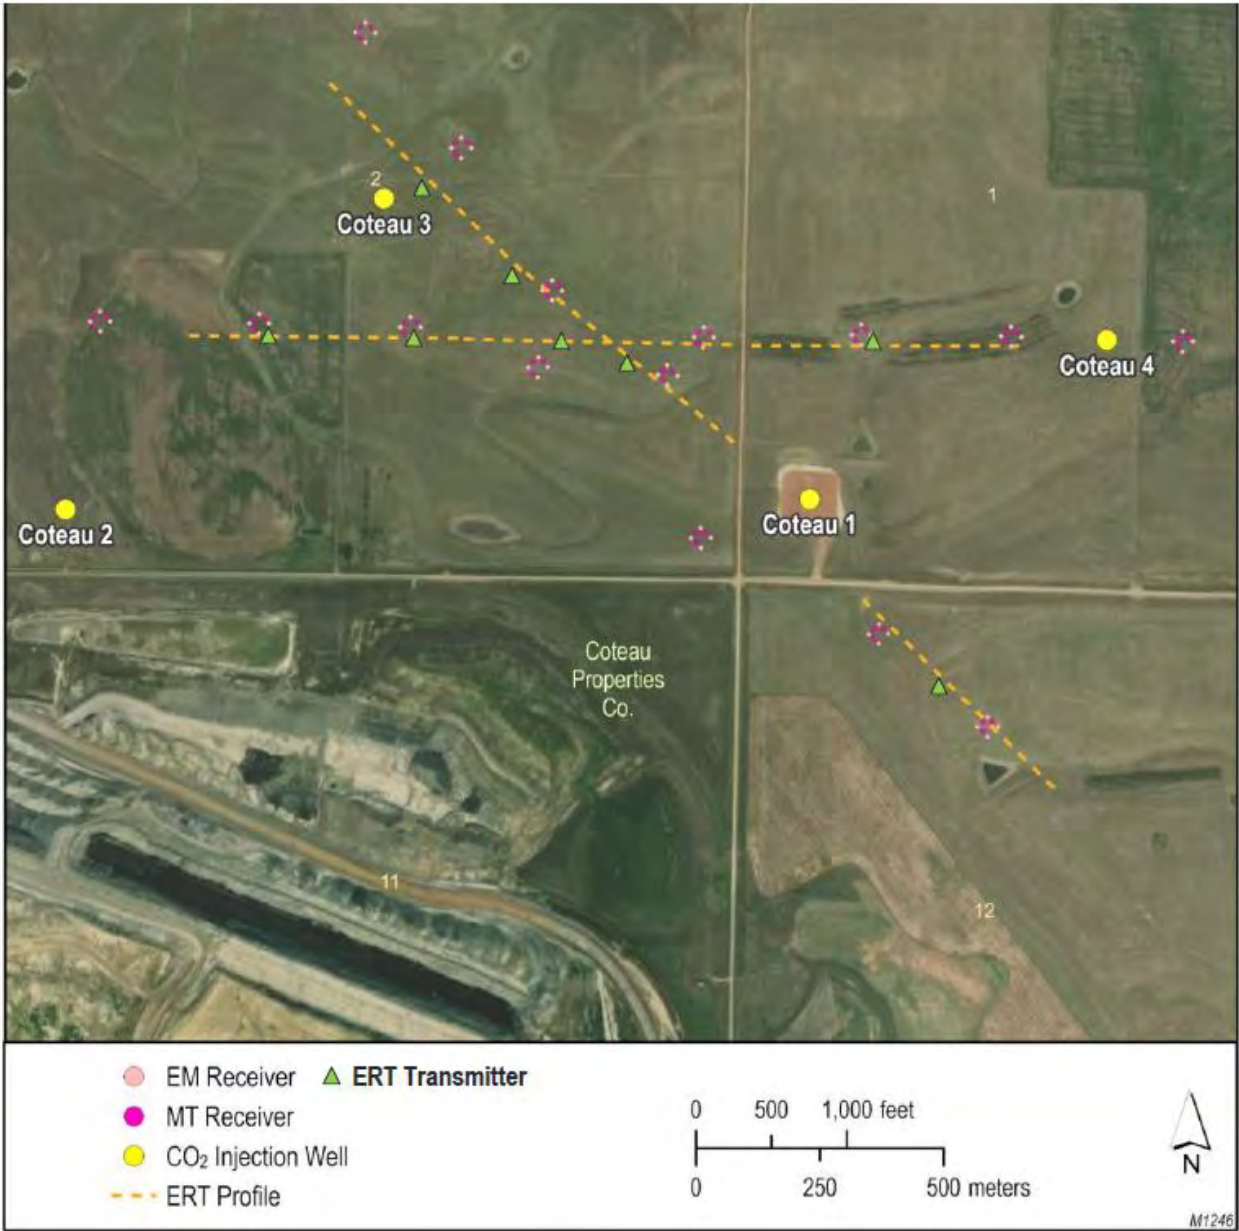 2
Coteau 3
1
Coteau 4
Coteau 2
Coteau 1
Coteau
Properties
Co.
11
12
EM Receiver
ERT Transmitter
MT Receiver
CO₂ Injection Well
ERT Profile
0 500 1,000 feet
0 250 500 meters
N
M1246